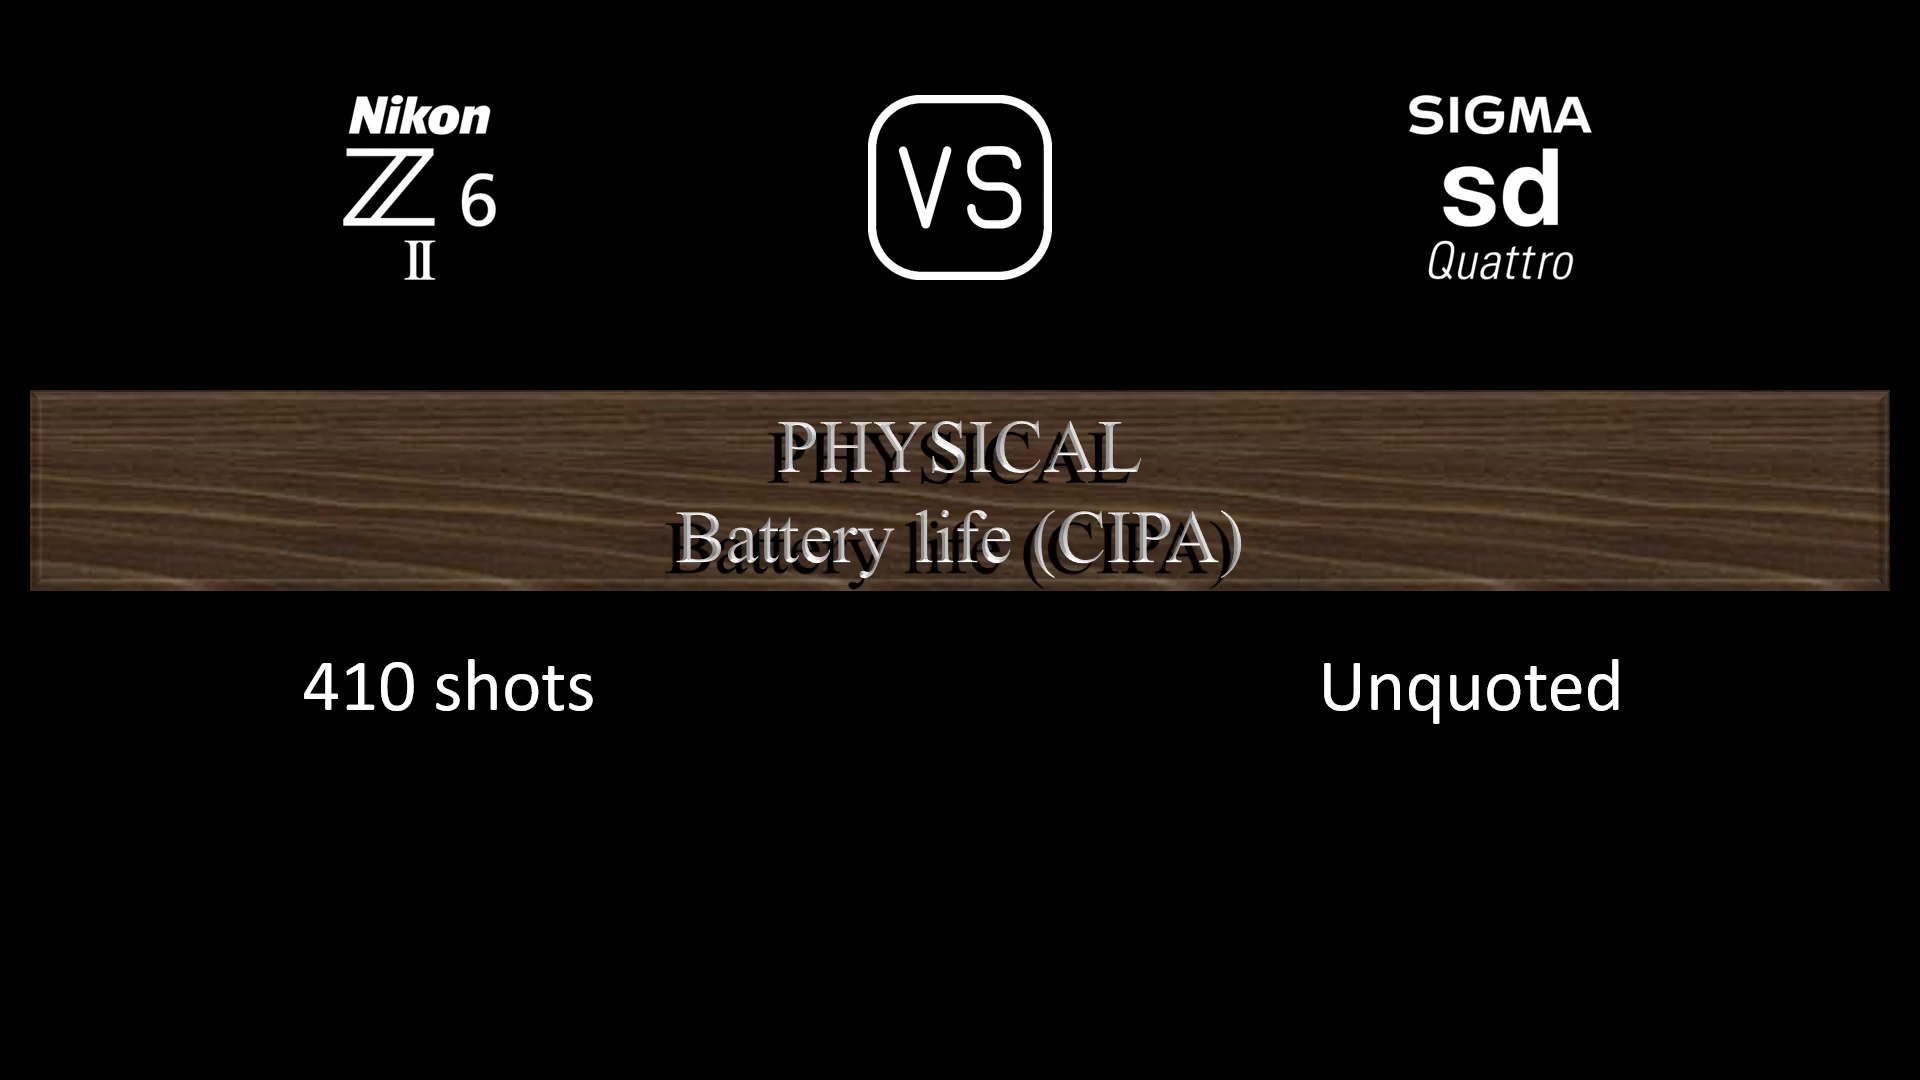 Nikon
Z 6
II
VS
SIGMA
sd
Quattro
PHYSICAL
Battery life (CIPA)
410 shots
Unquoted